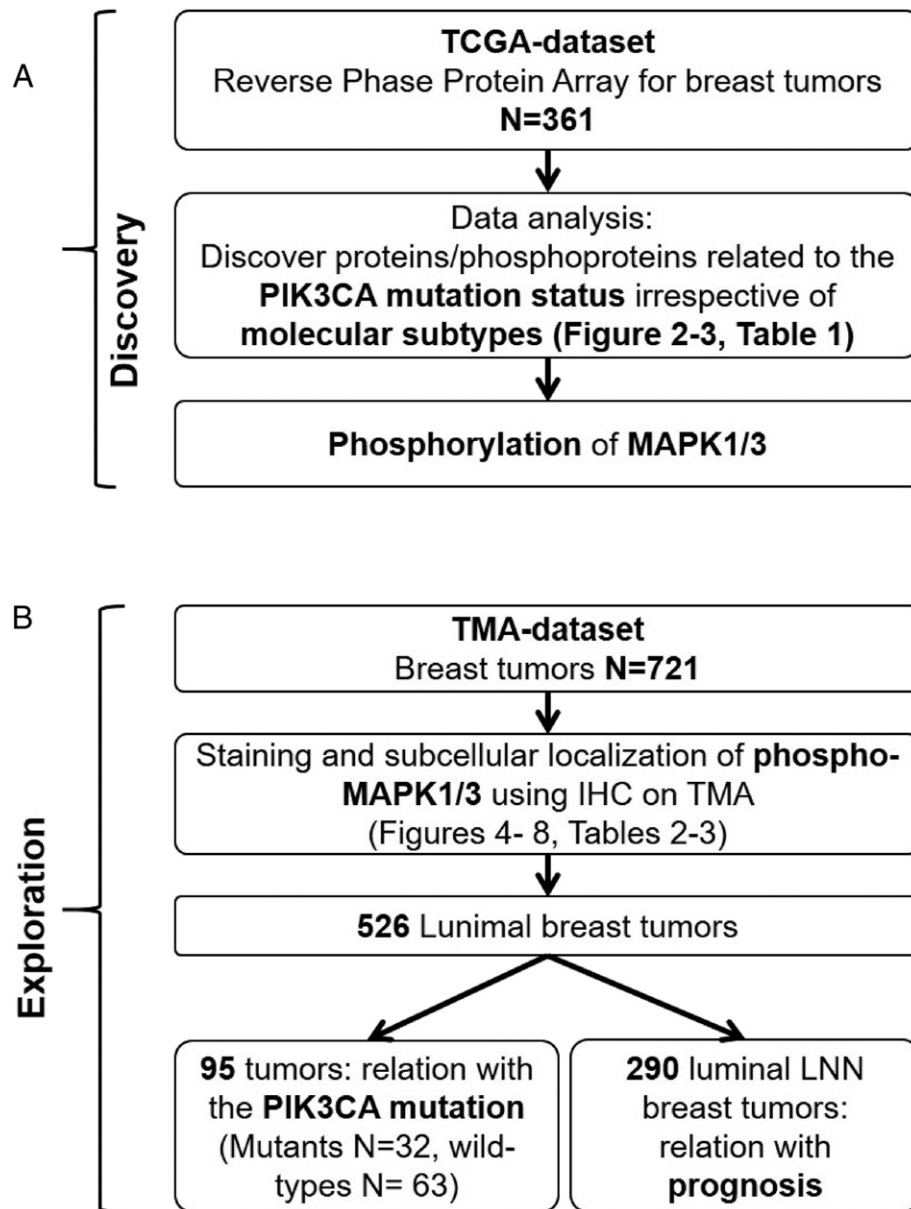 A
Discovery
TCGA-dataset
Reverse Phase Protein Array for breast tumors
N=361
Data analysis:
Discover proteins/phosphoproteins related to the
PIK3CA mutation status irrespective of
molecular subtypes (Figure 2-3, Table 1)
Phosphorylation of MAPK1/3
B
Exploration
TMA-dataset
Breast tumors N=721
Staining and subcellular localization of phospho-
MAPK1/3 using IHC on TMA
(Figures 4- 8, Tables 2-3)
526 Lunimal breast tumors
95 tumors: relation with
the PIK3CA mutation
(Mutants N=32, wild-
types N= 63)
290 luminal LNN
breast tumors:
relation with
prognosis